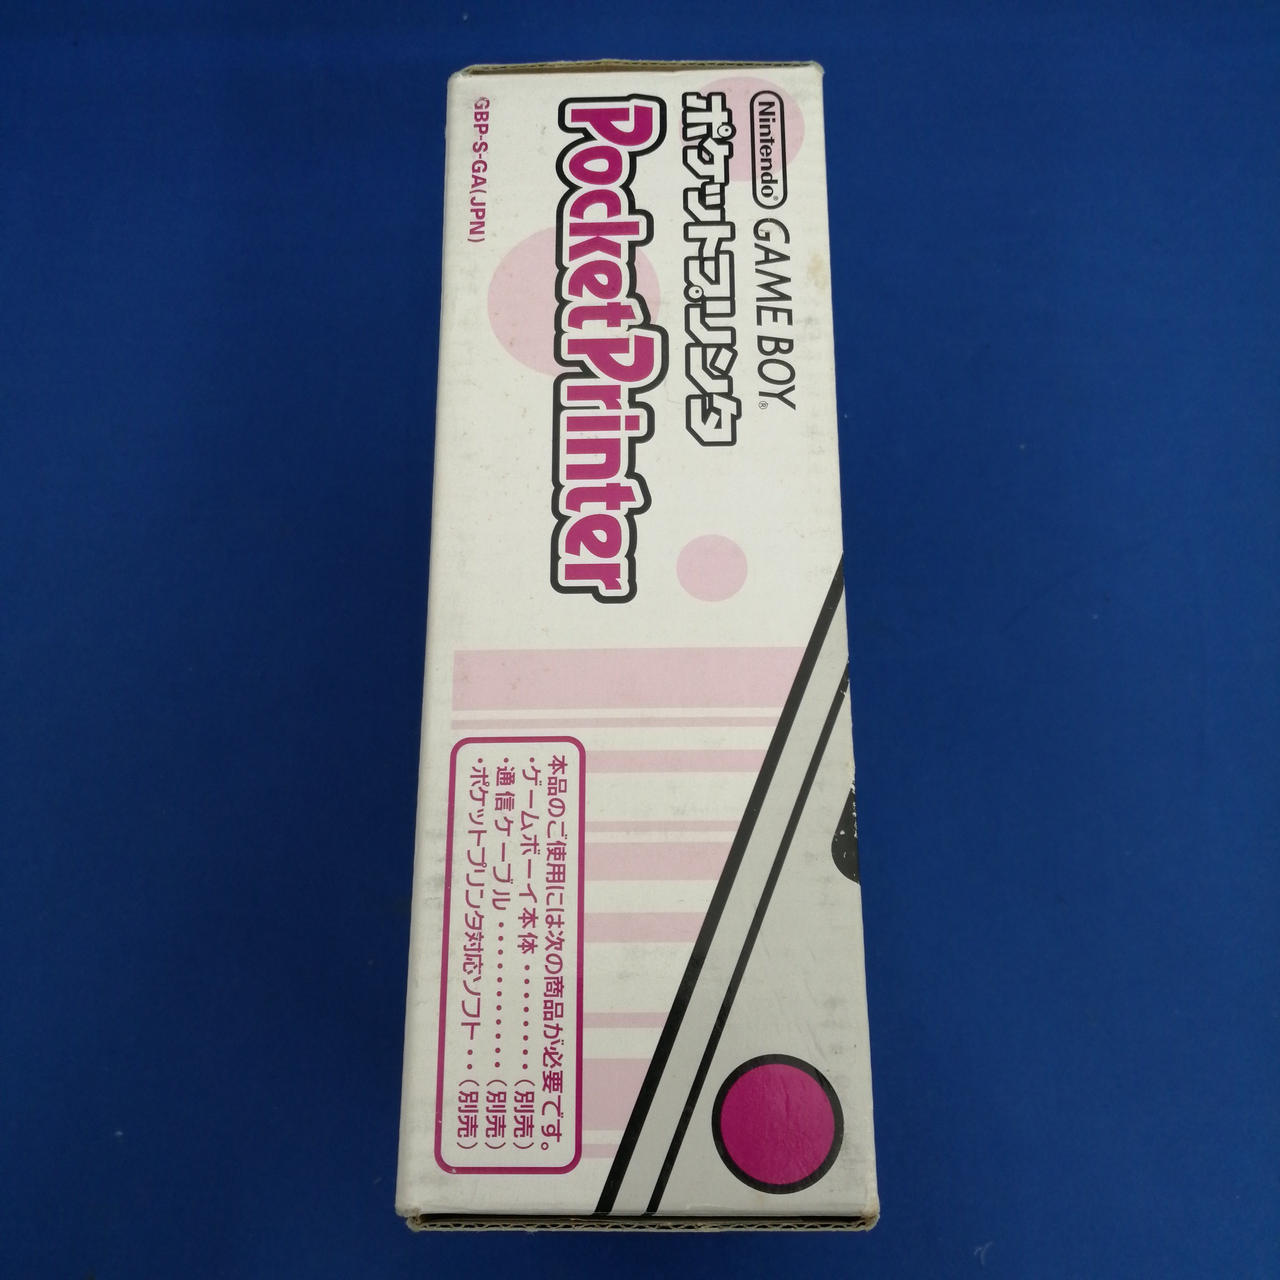 Nintendo® GAME BOY®
ポケットプリンタ
Pocket Printer
GBP-S-GA(JPN)
本品のご使用には次の商品が必要です。
・ゲームボーイ本体・・・・・・・・(別売)
・通信ケーブル・・・・・・・・・・・(別売)
・ポケットプリンタ対応ソフト・・(別売)